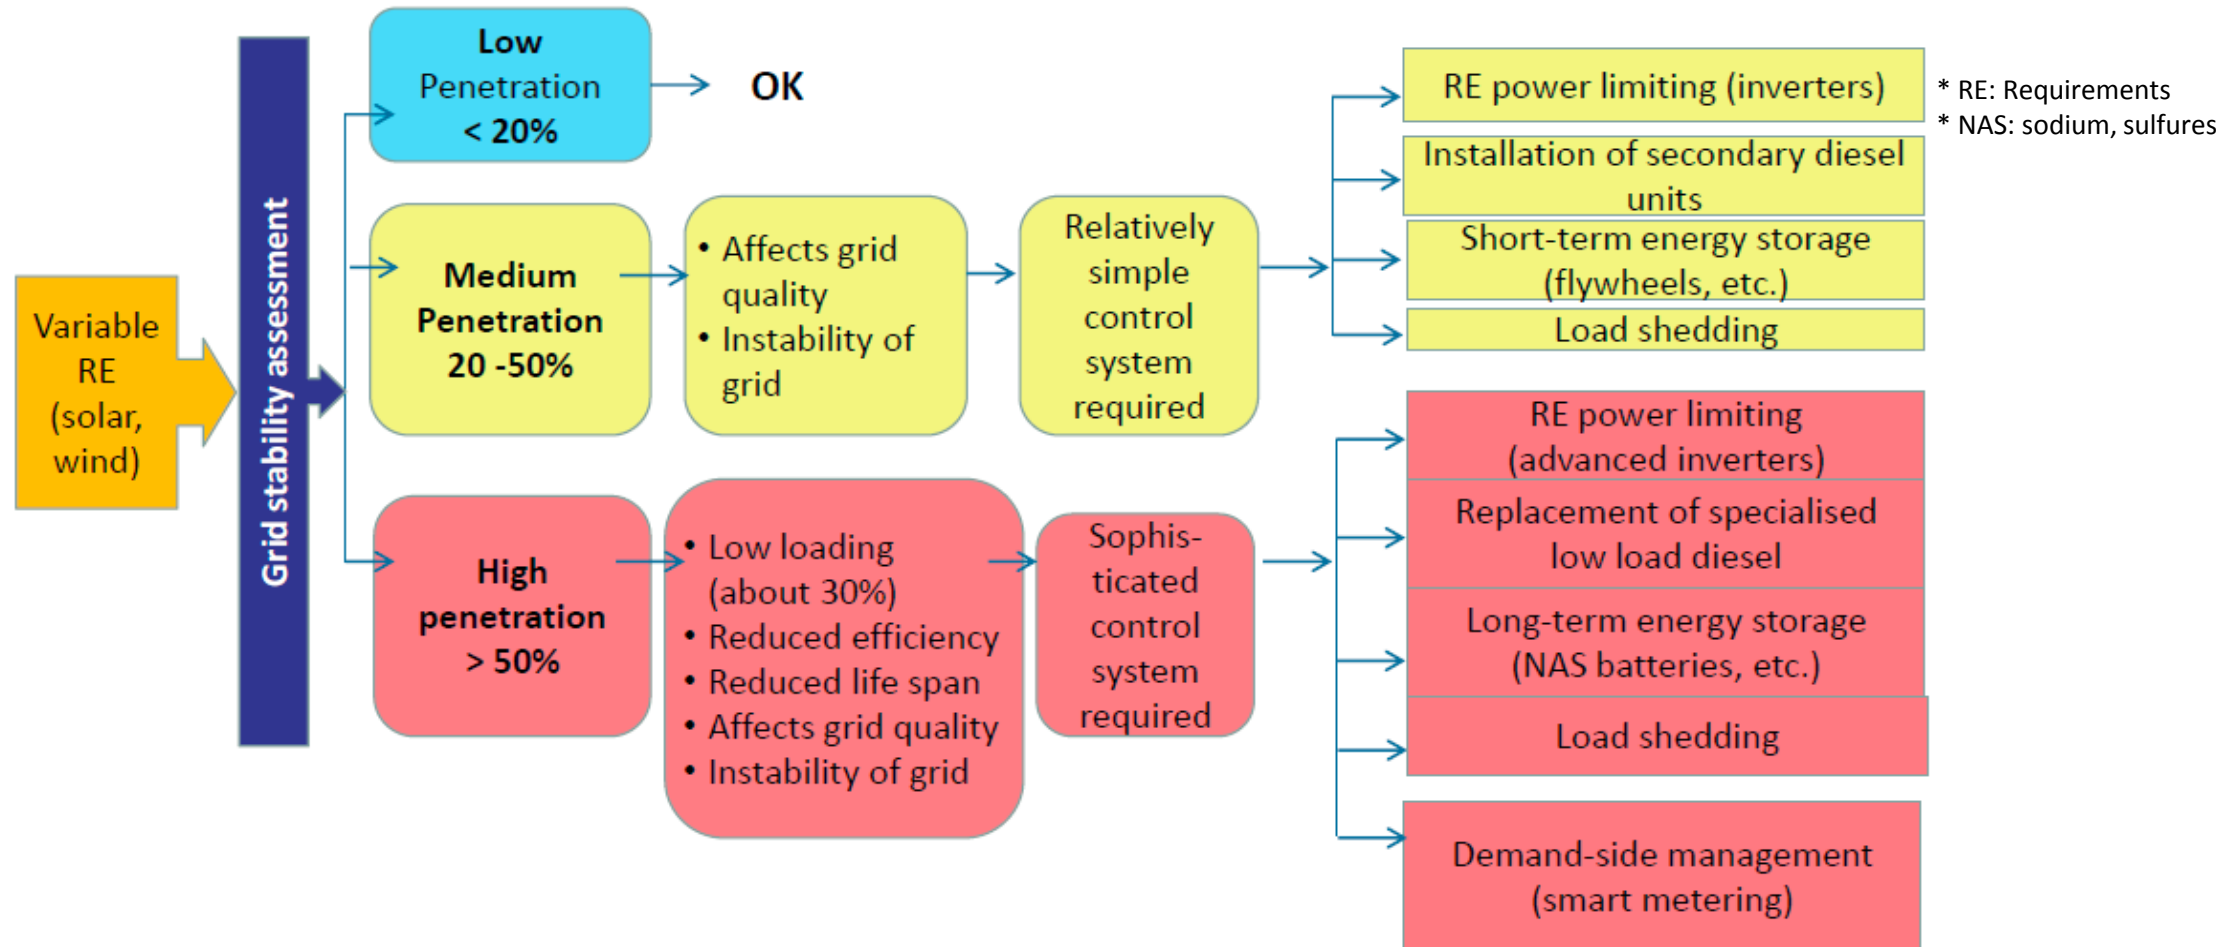 Variable
RE
(solar,
wind)
Grid stability assessment
Low
Penetration
< 20%
OK
Medium
Penetration
20 -50%
• Affects grid
quality
• Instability of
grid
Relatively
simple
control
system
required
RE power limiting (inverters)
Installation of secondary diesel
units
Short-term energy storage
(flywheels, etc.)
Load shedding
* RE: Requirements
* NAS: sodium, sulfures
High
penetration
> 50%
• Low loading
(about 30%)
• Reduced efficiency
• Reduced life span
• Affects grid quality
• Instability of grid
Sophis-
ticated
control
system
required
RE power limiting
(advanced inverters)
Replacement of specialised
low load diesel
Long-term energy storage
(NAS batteries, etc.)
Load shedding
Demand-side management
(smart metering)